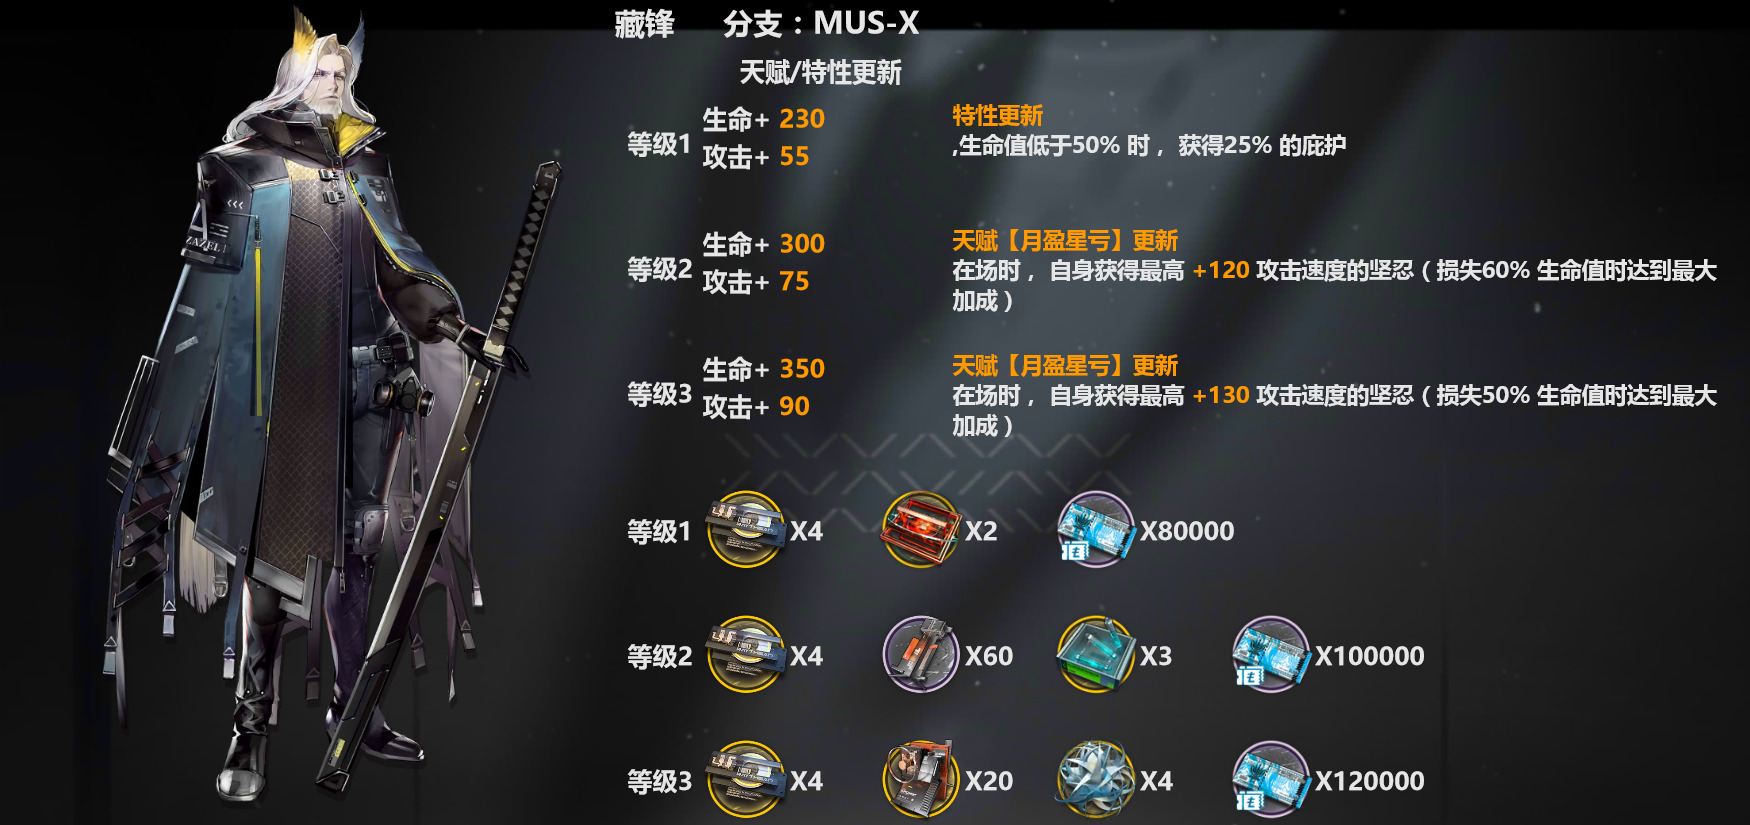 藏锋 分支：MUS-X
天赋/特性更新
等级1
生命+ 230
攻击+ 55
特性更新
,生命值低于50% 时， 获得25% 的庇护
等级2
生命+ 300
攻击+ 75
天赋【月盈星亏】更新
在场时， 自身获得最高 +120 攻击速度的坚忍（损失60% 生命值时达到最大
加成）
等级3
生命+ 350
攻击+ 90
天赋【月盈星亏】更新
在场时， 自身获得最高 +130 攻击速度的坚忍（损失50% 生命值时达到最大
加成）
等级1 X4 X2 X80000
等级2 X4 X60 X3 X100000
等级3 X4 X20 X4 X120000
AZAZEL